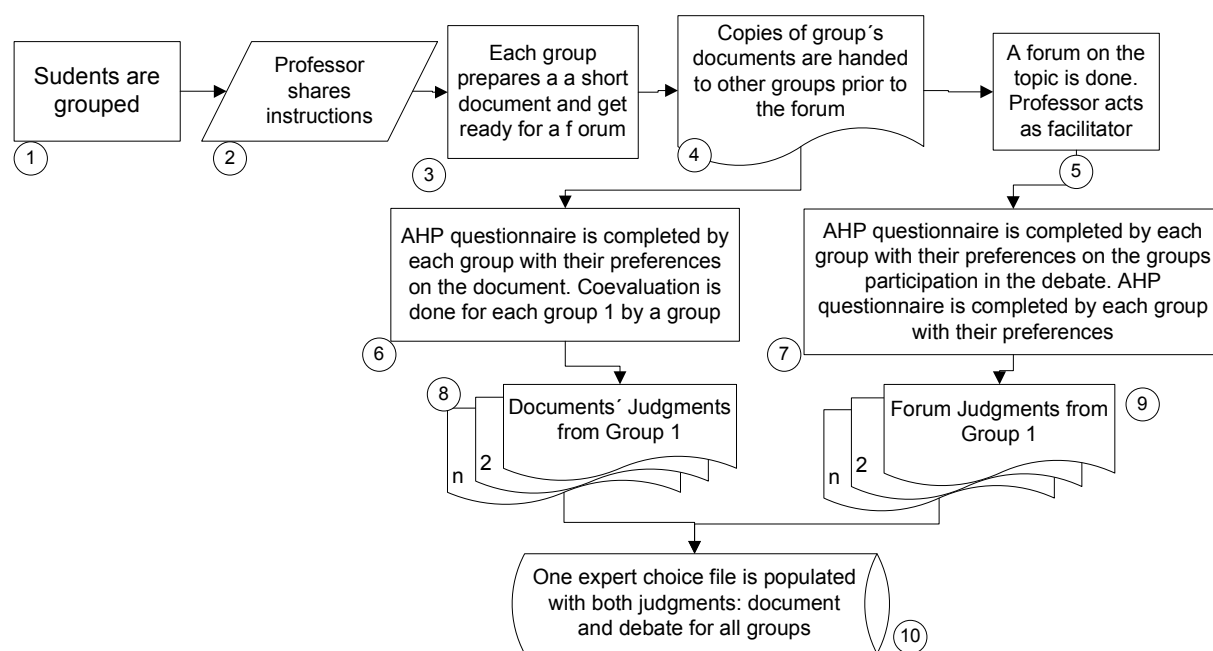 Sudents are
grouped
1
Professor
shares
instructions
2
Each group
prepares a a short
document and get
ready for a f orum
3
Copies of group´s
documents are handed
to other groups prior to
the forum
4
A forum on the
topic is done.
Professor acts
as facilitator
5
AHP questionnaire is completed by
each group with their preferences
on the document. Coevaluation is
done for each group 1 by a group
6
AHP questionnaire is completed by each
group with their preferences on the groups
participation in the debate. AHP
questionnaire is completed by each group
with their preferences
7
8
Documents´ Judgments
from Group 1
2
n
Forum Judgments from
Group 1
2
n
9
One expert choice file is populated
with both judgments: document
and debate for all groups
10